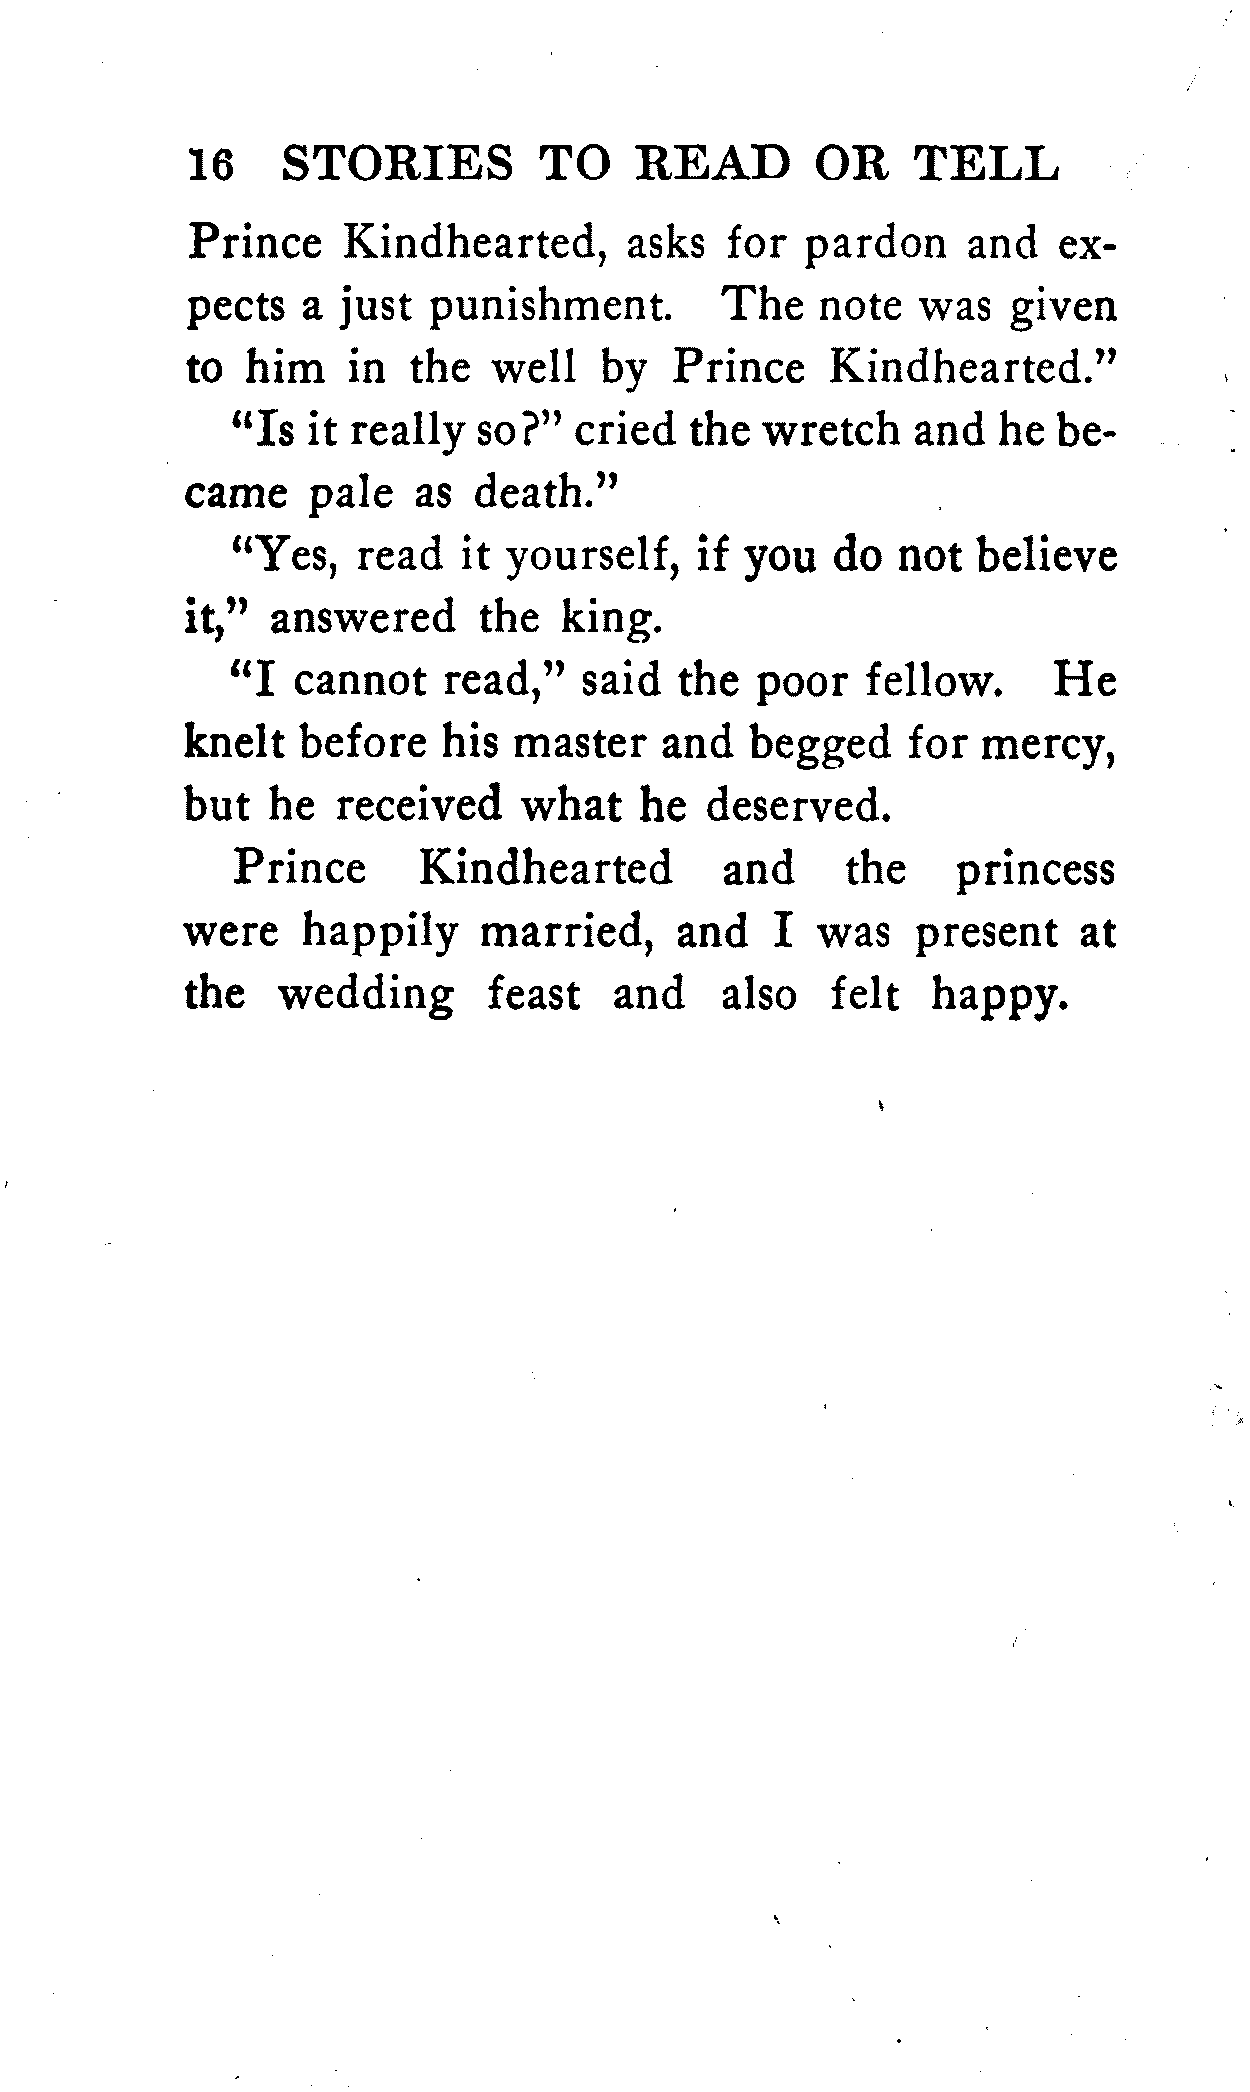 16 STORIES TO READ OR TELL
Prince Kindhearted, asks for pardon and ex-
pects a just punishment. The note was given
to him in the well by Prince Kindhearted."
"Is it really so?" cried the wretch and he be-
came pale as death."
"Yes, read it yourself, if you do not believe
it," answered the king.
"I cannot read," said the poor fellow. He
knelt before his master and begged for mercy,
but he received what he deserved.
Prince Kindhearted and the princess
were happily married, and I was present at
the wedding feast and also felt happy.